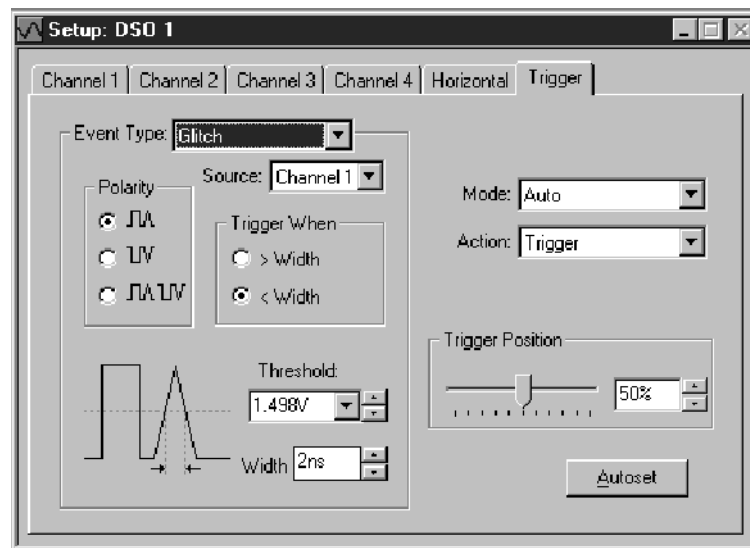 Setup: DSO 1
Channel 1 Channel 2 Channel 3 Channel 4 Horizontal Trigger
Event Type: Glitch
Source: Channel 1
Polarity
Trigger When
> Width
< Width
Threshold:
1.498V
Width 2ns
Mode: Auto
Action: Trigger
Trigger Position
50%
Autoset